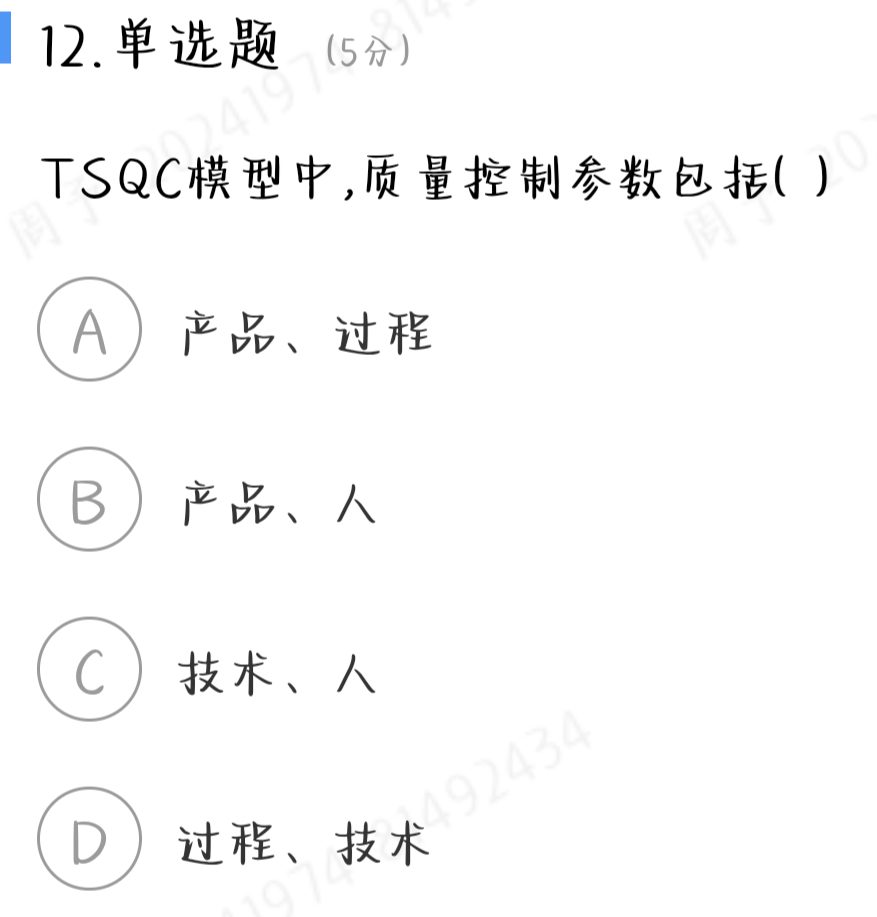 12.单选题 (5分)
TSQC模型中,质量控制参数包括( )
A 产品、过程
B 产品、人
C 技术、人
D 过程、技术